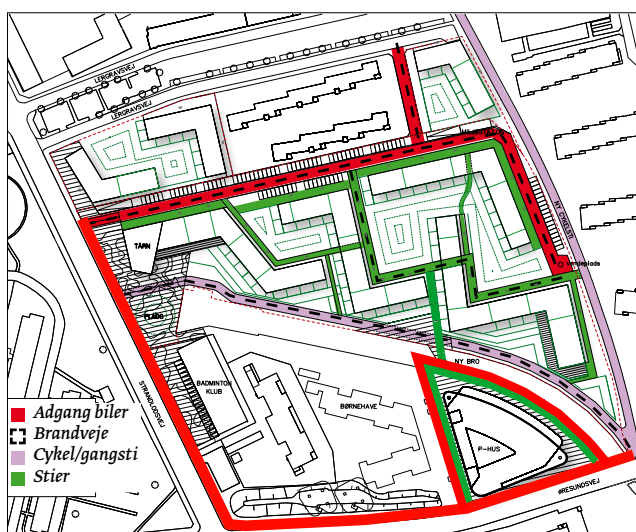 LERGRAVSVEJ
LERGRAVSVEJ
NY CYKELSTI
Vendeplads
TÅRN
PLADS
STRANDLODSVEJ
BADMINTON
KLUB
BØRNEHAVE
NY BRO
P-HUS
ØRESUNDSVEJ
Adgang biler
Brandveje
Cykel/gangsti
Stier